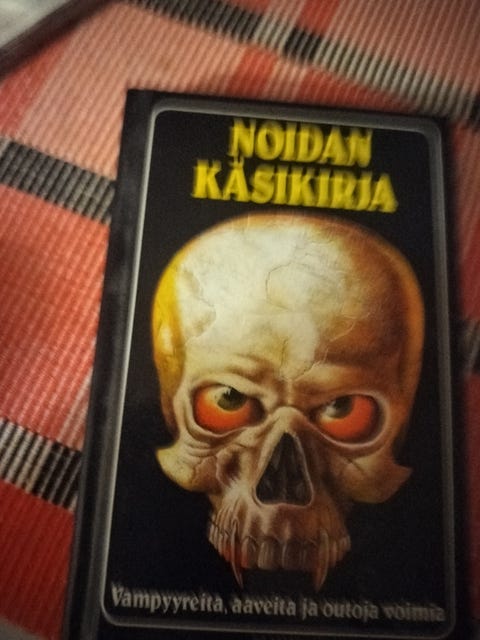 NOIDAN
KÄSIKIRJA
Vampyyreita, aaveita ja outoja voimia